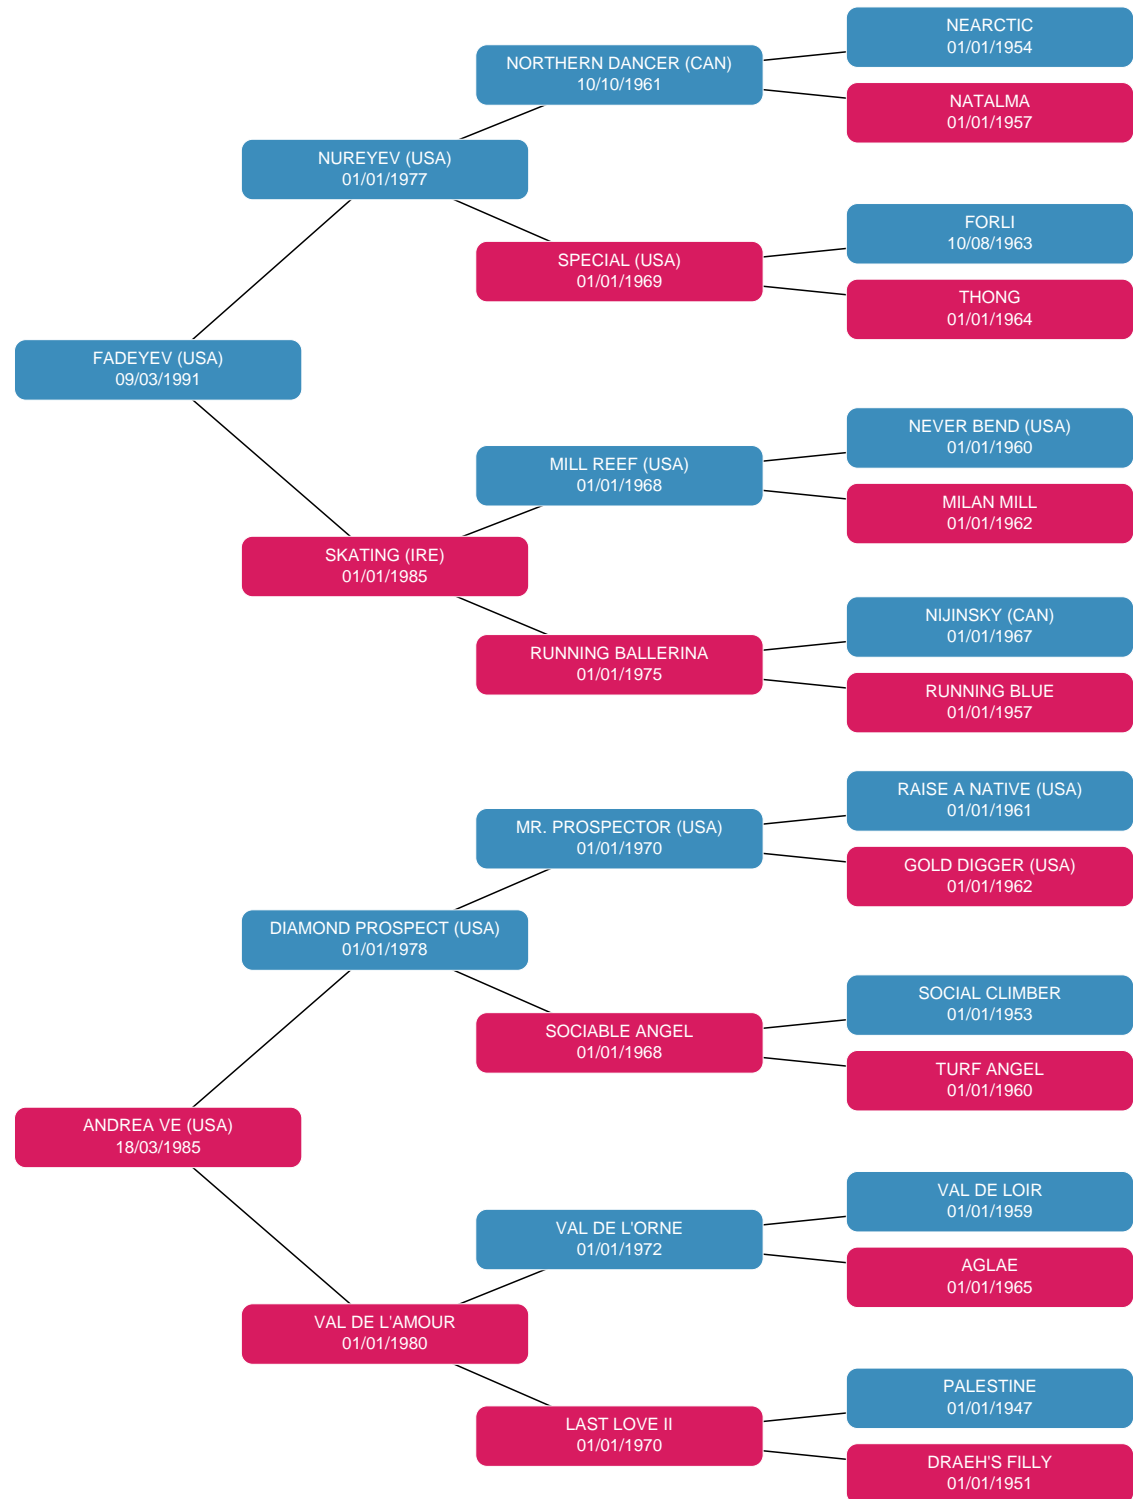 NEARCTIC
01/01/1954
NORTHERN DANCER (CAN)
10/10/1961
NATALMA
01/01/1957
NUREYEV (USA)
01/01/1977
FORLI
10/08/1963
SPECIAL (USA)
01/01/1969
THONG
01/01/1964
FADEYEV (USA)
09/03/1991
NEVER BEND (USA)
01/01/1960
MILL REEF (USA)
01/01/1968
MILAN MILL
01/01/1962
SKATING (IRE)
01/01/1985
NIJINSKY (CAN)
01/01/1967
RUNNING BALLERINA
01/01/1975
RUNNING BLUE
01/01/1957
RAISE A NATIVE (USA)
01/01/1961
MR. PROSPECTOR (USA)
01/01/1970
GOLD DIGGER (USA)
01/01/1962
DIAMOND PROSPECT (USA)
01/01/1978
SOCIAL CLIMBER
01/01/1953
SOCIABLE ANGEL
01/01/1968
TURF ANGEL
01/01/1960
ANDREA VE (USA)
18/03/1985
VAL DE LOIR
01/01/1959
VAL DE L'ORNE
01/01/1972
AGLAE
01/01/1965
VAL DE L'AMOUR
01/01/1980
PALESTINE
01/01/1947
LAST LOVE II
01/01/1970
DRAEH'S FILLY
01/01/1951